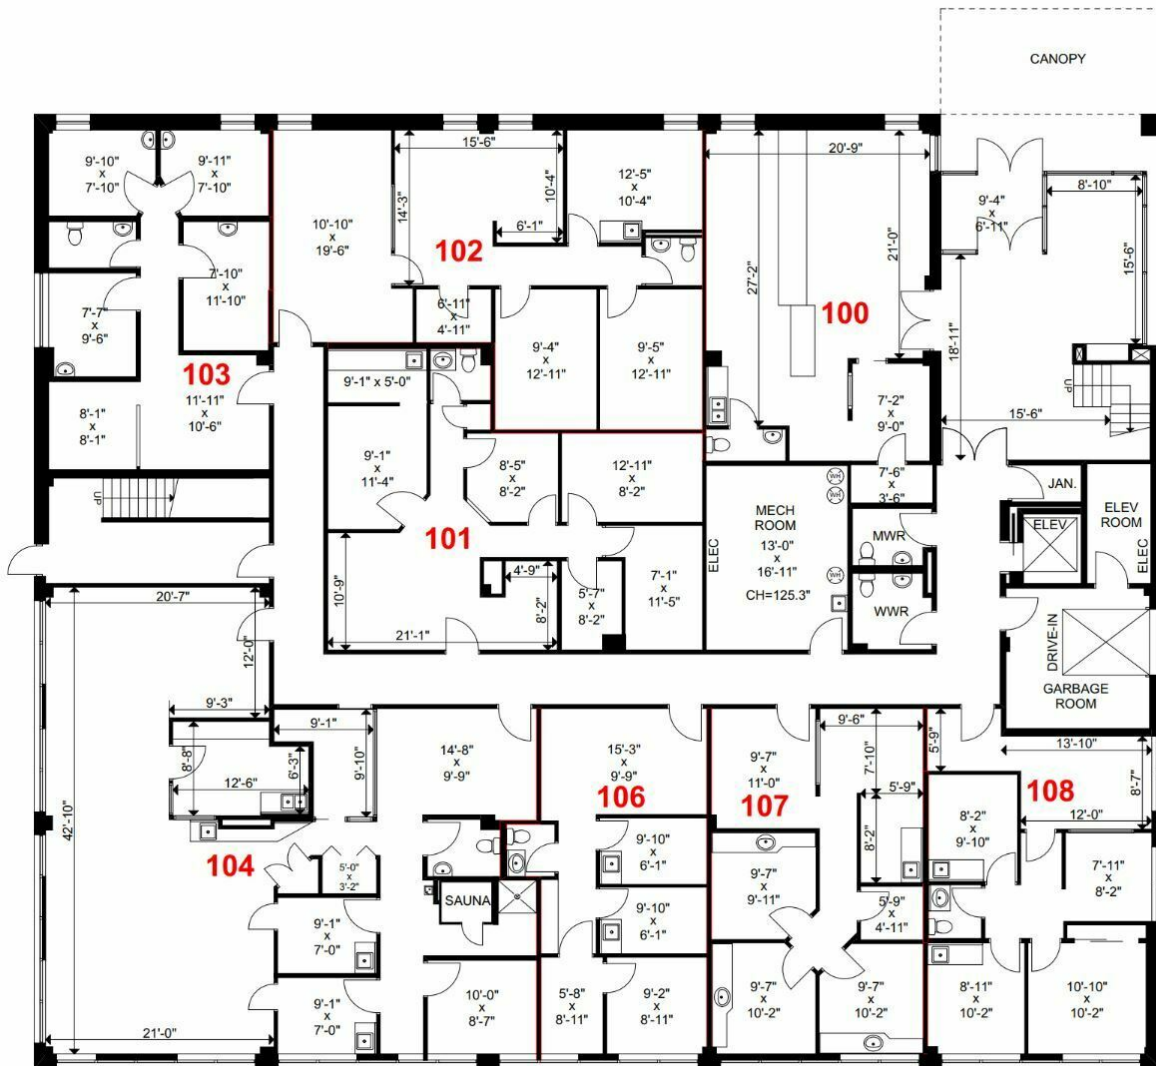 CANOPY
9'-10"
x
7'-10"
9'-11"
x
7'-10"
15'-6"
10'-4"
14'-3"
6'-1"
12'-5"
x
10'-4"
20'-9"
21'-0"
27'-2"
9'-4"
x
6'-11"
8'-10"
15'-6"
18'-11"
10'-10"
x
19'-6"
102
7'-10"
x
11'-10"
7'-7"
x
9'-6"
6'-11"
x
4'-11"
9'-4"
x
12'-11"
9'-5"
x
12'-11"
100
103
11'-11"
x
10'-6"
8'-1"
x
8'-1"
9'-1" x 5'-0"
7'-2"
x
9'-0"
UP
15'-6"
9'-1"
x
11'-4"
8'-5"
x
8'-2"
12'-11"
x
8'-2"
7'-6"
x
3'-6"
JAN.
UP
WH
WH
MECH
ROOM
13'-0"
x
16'-11"
CH=125.3"
WH
ELEC
MWR
WWR
ELEV
ELEV
ROOM
ELEC
101
10'-9"
4'-9"
8'-2"
21'-1"
5'-7"
x
8'-2"
7'-1"
x
11'-5"
DRIVE-IN
GARBAGE
ROOM
20'-7"
12'-0"
9'-3"
42'-10"
8'-8"
12'-6"
6'-3"
9'-1"
9'-10"
14'-8"
x
9'-9"
15'-3"
x
9'-9"
106
9'-7"
x
11'-0"
107
9'-6"
7'-10"
5'-9"
8'-2"
5'-9"
13'-10"
8'-7"
108
12'-0"
8'-2"
x
9'-10"
7'-11"
x
8'-2"
104
5'-0"
x
3'-2"
SAUNA
9'-10"
x
6'-1"
9'-10"
x
6'-1"
9'-7"
x
9'-11"
5'-9"
x
4'-11"
9'-1"
x
7'-0"
9'-1"
x
7'-0"
21'-0"
10'-0"
x
8'-7"
5'-8"
x
8'-11"
9'-2"
x
8'-11"
9'-7"
x
10'-2"
9'-7"
x
10'-2"
8'-11"
x
10'-2"
10'-10"
x
10'-2"